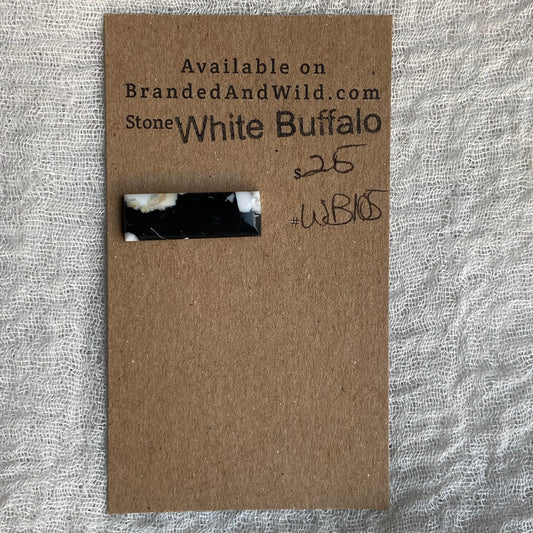 Available on
BrandedAndWild.com
Stone White Buffalo
$25
#WB105